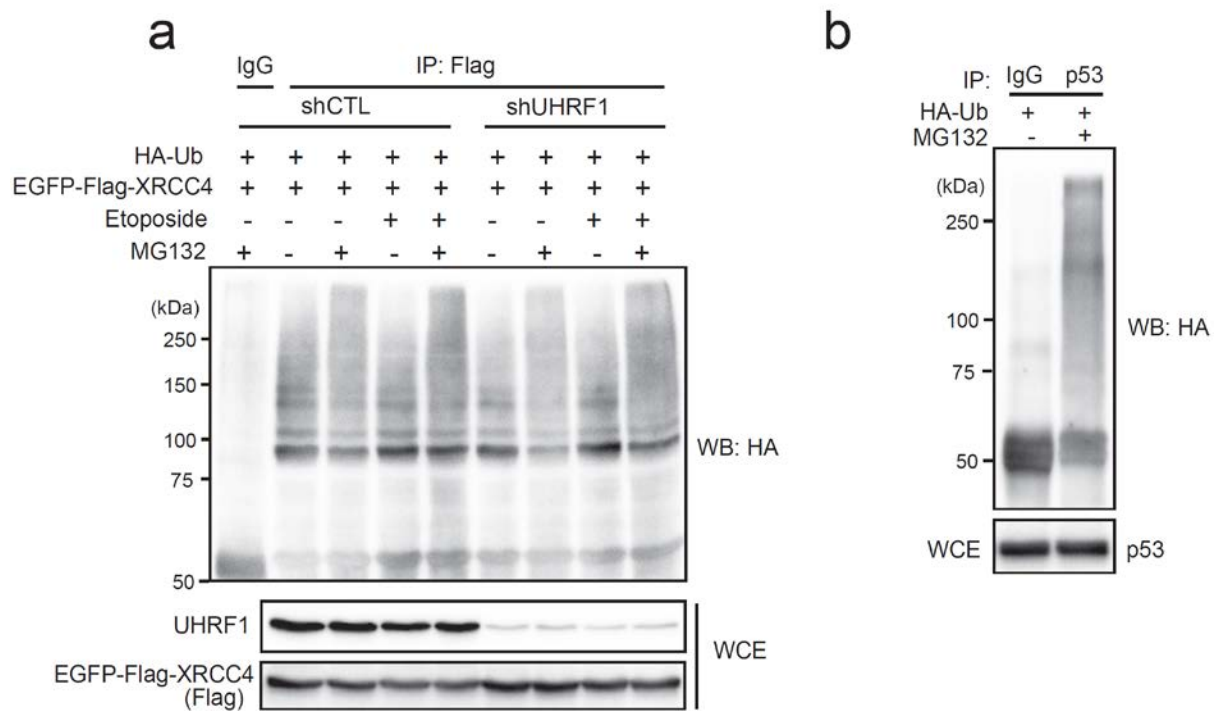 a
IgG IP: Flag
shCTL shUHRF1
HA-Ub + + + + + + + + +
EGFP-Flag-XRCC4 + + + + + + + + +
Etoposide - - - + + - - + +
MG132 + - + - + - + - +
(kDa)
250
150
100
75
50
WB: HA
UHRF1
EGFP-Flag-XRCC4
(Flag)
WCE
b
IP: IgG p53
HA-Ub + +
MG132 - +
(kDa)
250
100
75
50
WB: HA
WCE p53